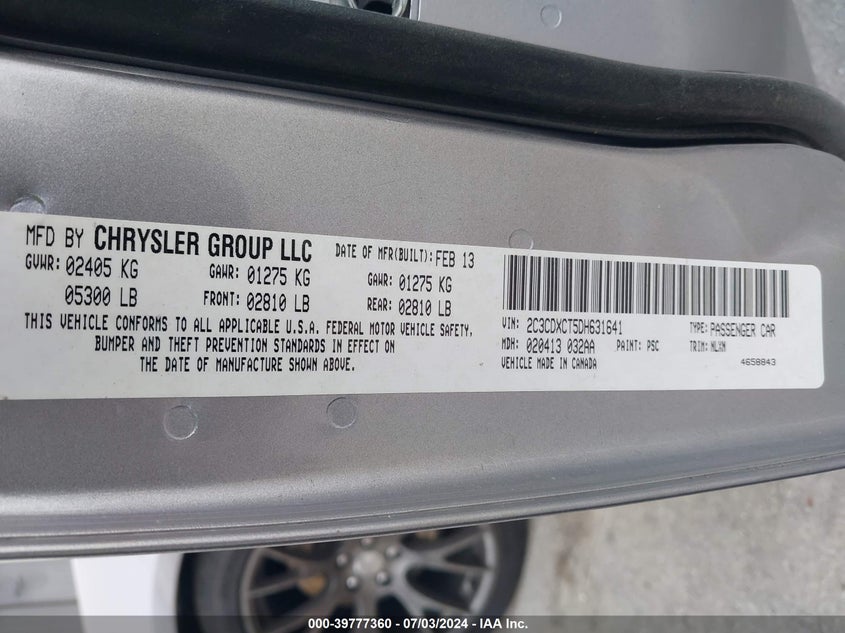 MFD BY CHRYSLER GROUP LLC DATE OF MFR(BUILT): FEB 13
GVWR: 02405 KG GAWR: 01275 KG GAWR: 01275 KG
05300 LB FRONT: 02810 LB REAR: 02810 LB
THIS VEHICLE CONFORMS TO ALL APPLICABLE U.S.A. FEDERAL MOTOR VEHICLE SAFETY,
BUMPER AND THEFT PREVENTION STANDARDS IN EFFECT ON
THE DATE OF MANUFACTURE SHOWN ABOVE.
VIN: 2C3CDXCT5DH631841 TYPE: PASSENGER CAR
MDH: 020413 032AA PAINT: PSC TRIM: NLXN
VEHICLE MADE IN CANADA 4658843
000-39777360 - 07/03/2024 - IAA Inc.